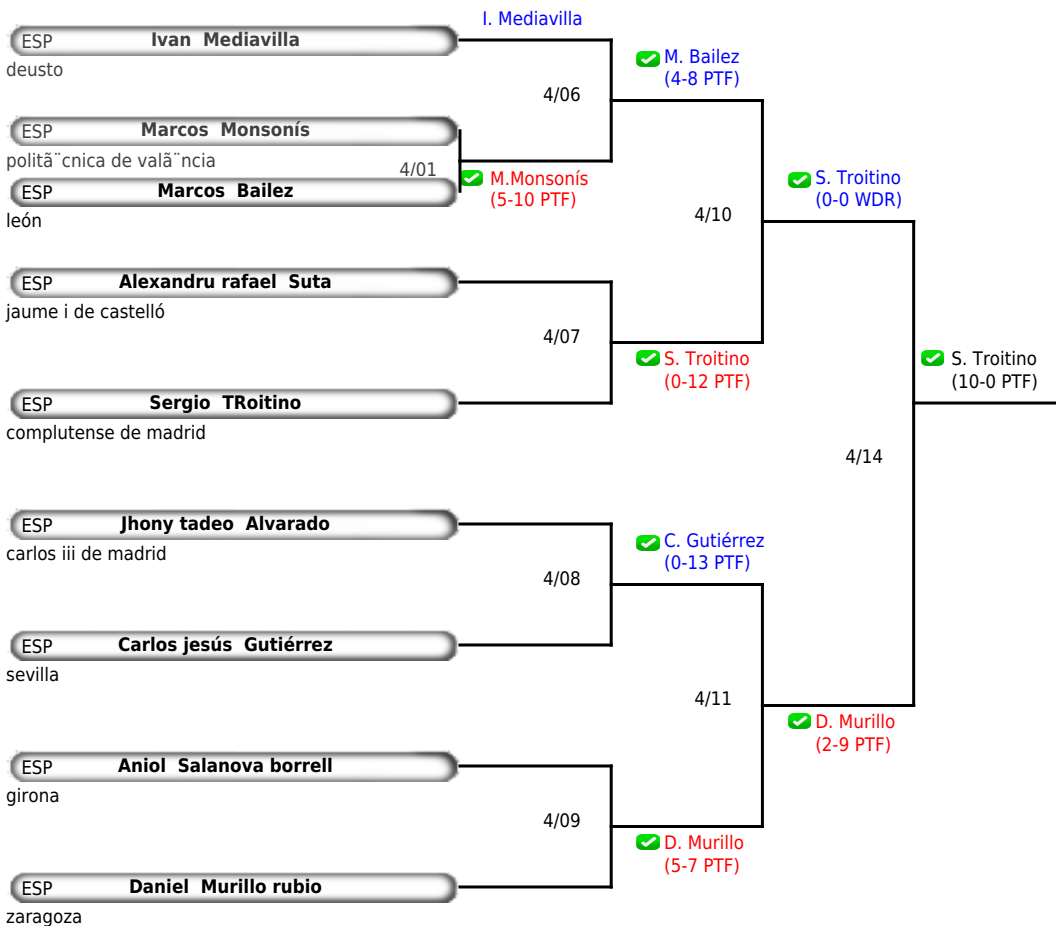 I. Mediavilla
ESP Ivan Mediavilla
deusto
M. Bailez
(4-8 PTF)
4/06
ESP Marcos Monsonís
politã¨cnica de valã¨ncia
4/01
M.Monsonís
(5-10 PTF)
ESP Marcos Bailez
león
S. Troitino
(0-0 WDR)
4/10
ESP Alexandru rafael Suta
jaume i de castelló
4/07
S. Troitino
(0-12 PTF)
S. Troitino
(10-0 PTF)
ESP Sergio TRoitino
complutense de madrid
4/14
ESP Jhony tadeo Alvarado
carlos iii de madrid
C. Gutiérrez
(0-13 PTF)
4/08
ESP Carlos jesús Gutiérrez
sevilla
4/11
D. Murillo
(2-9 PTF)
ESP Aniol Salanova borrell
girona
4/09
D. Murillo
(5-7 PTF)
ESP Daniel Murillo rubio
zaragoza